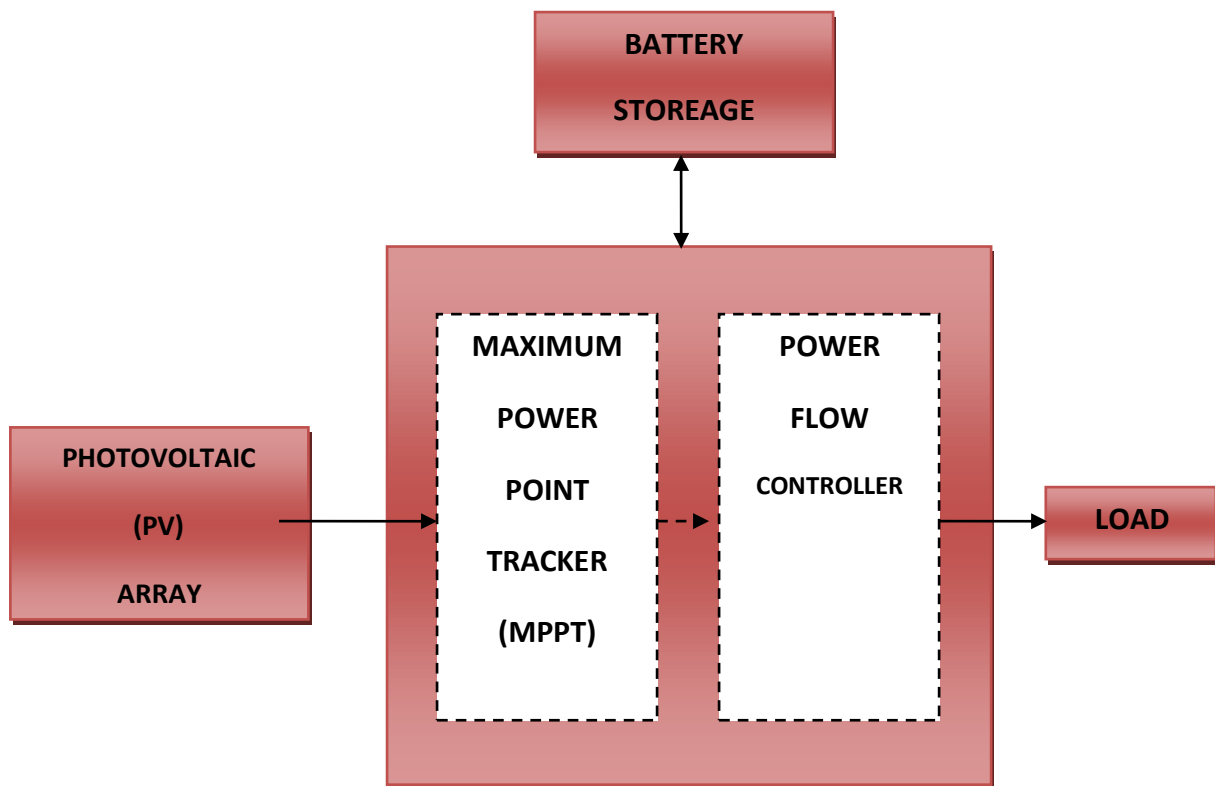 BATTERY
STOREAGE
MAXIMUM
POWER
POINT
TRACKER
(MPPT)
POWER
FLOW
CONTROLLER
PHOTOVOLTAIC
(PV)
ARRAY
LOAD